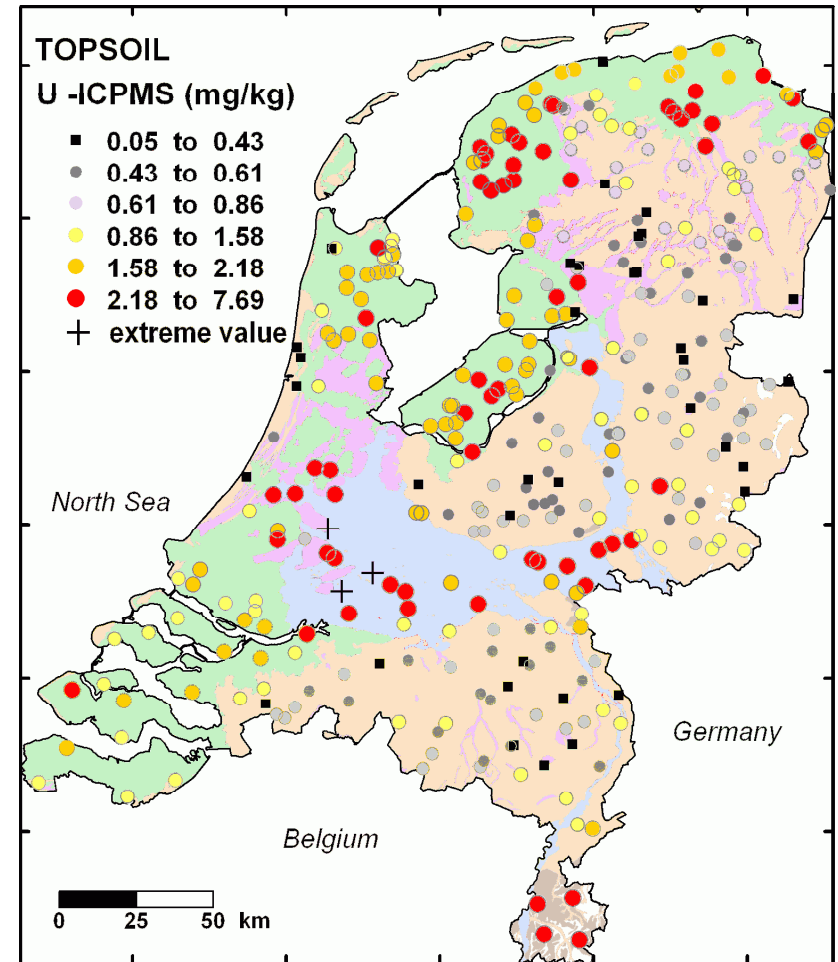 TOPSOIL
U -ICPMS (mg/kg)
0.05 to 0.43
0.43 to 0.61
0.61 to 0.86
0.86 to 1.58
1.58 to 2.18
2.18 to 7.69
extreme value
North Sea
Germany
Belgium
0 25 50 km